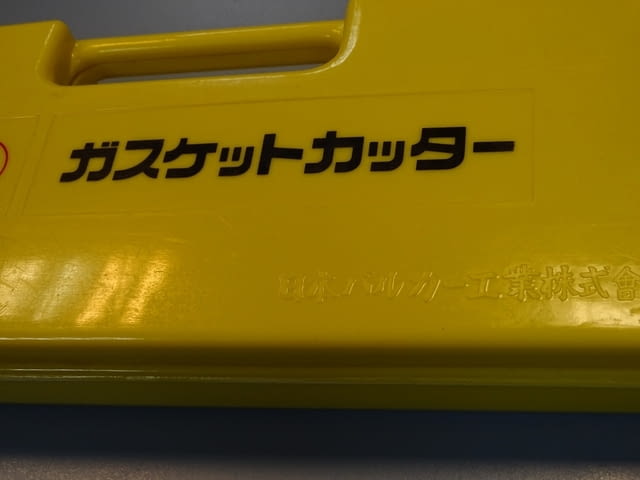 ガスケットカッター
日本バルカー工業株式會